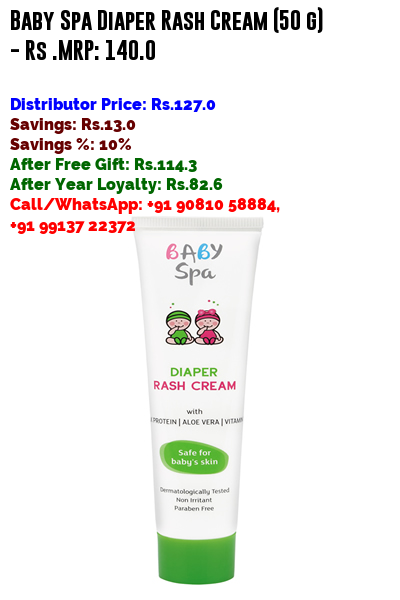 Baby Spa Diaper Rash Cream (50 g)
- Rs .MRP: 140.0
Distributor Price: Rs.127.0
Savings: Rs.13.0
Savings %: 10%
After Free Gift: Rs.114.3
After Year Loyalty: Rs.82.6
Call/WhatsApp: +91 90810 58884,
+91 99137 22372
BABY
Spa
DIAPER
RASH CREAM
with
PROTEIN | ALOE VERA |
Safe for
baby's skin
Dermatologically Tested
Non Irritant
Paraben Free